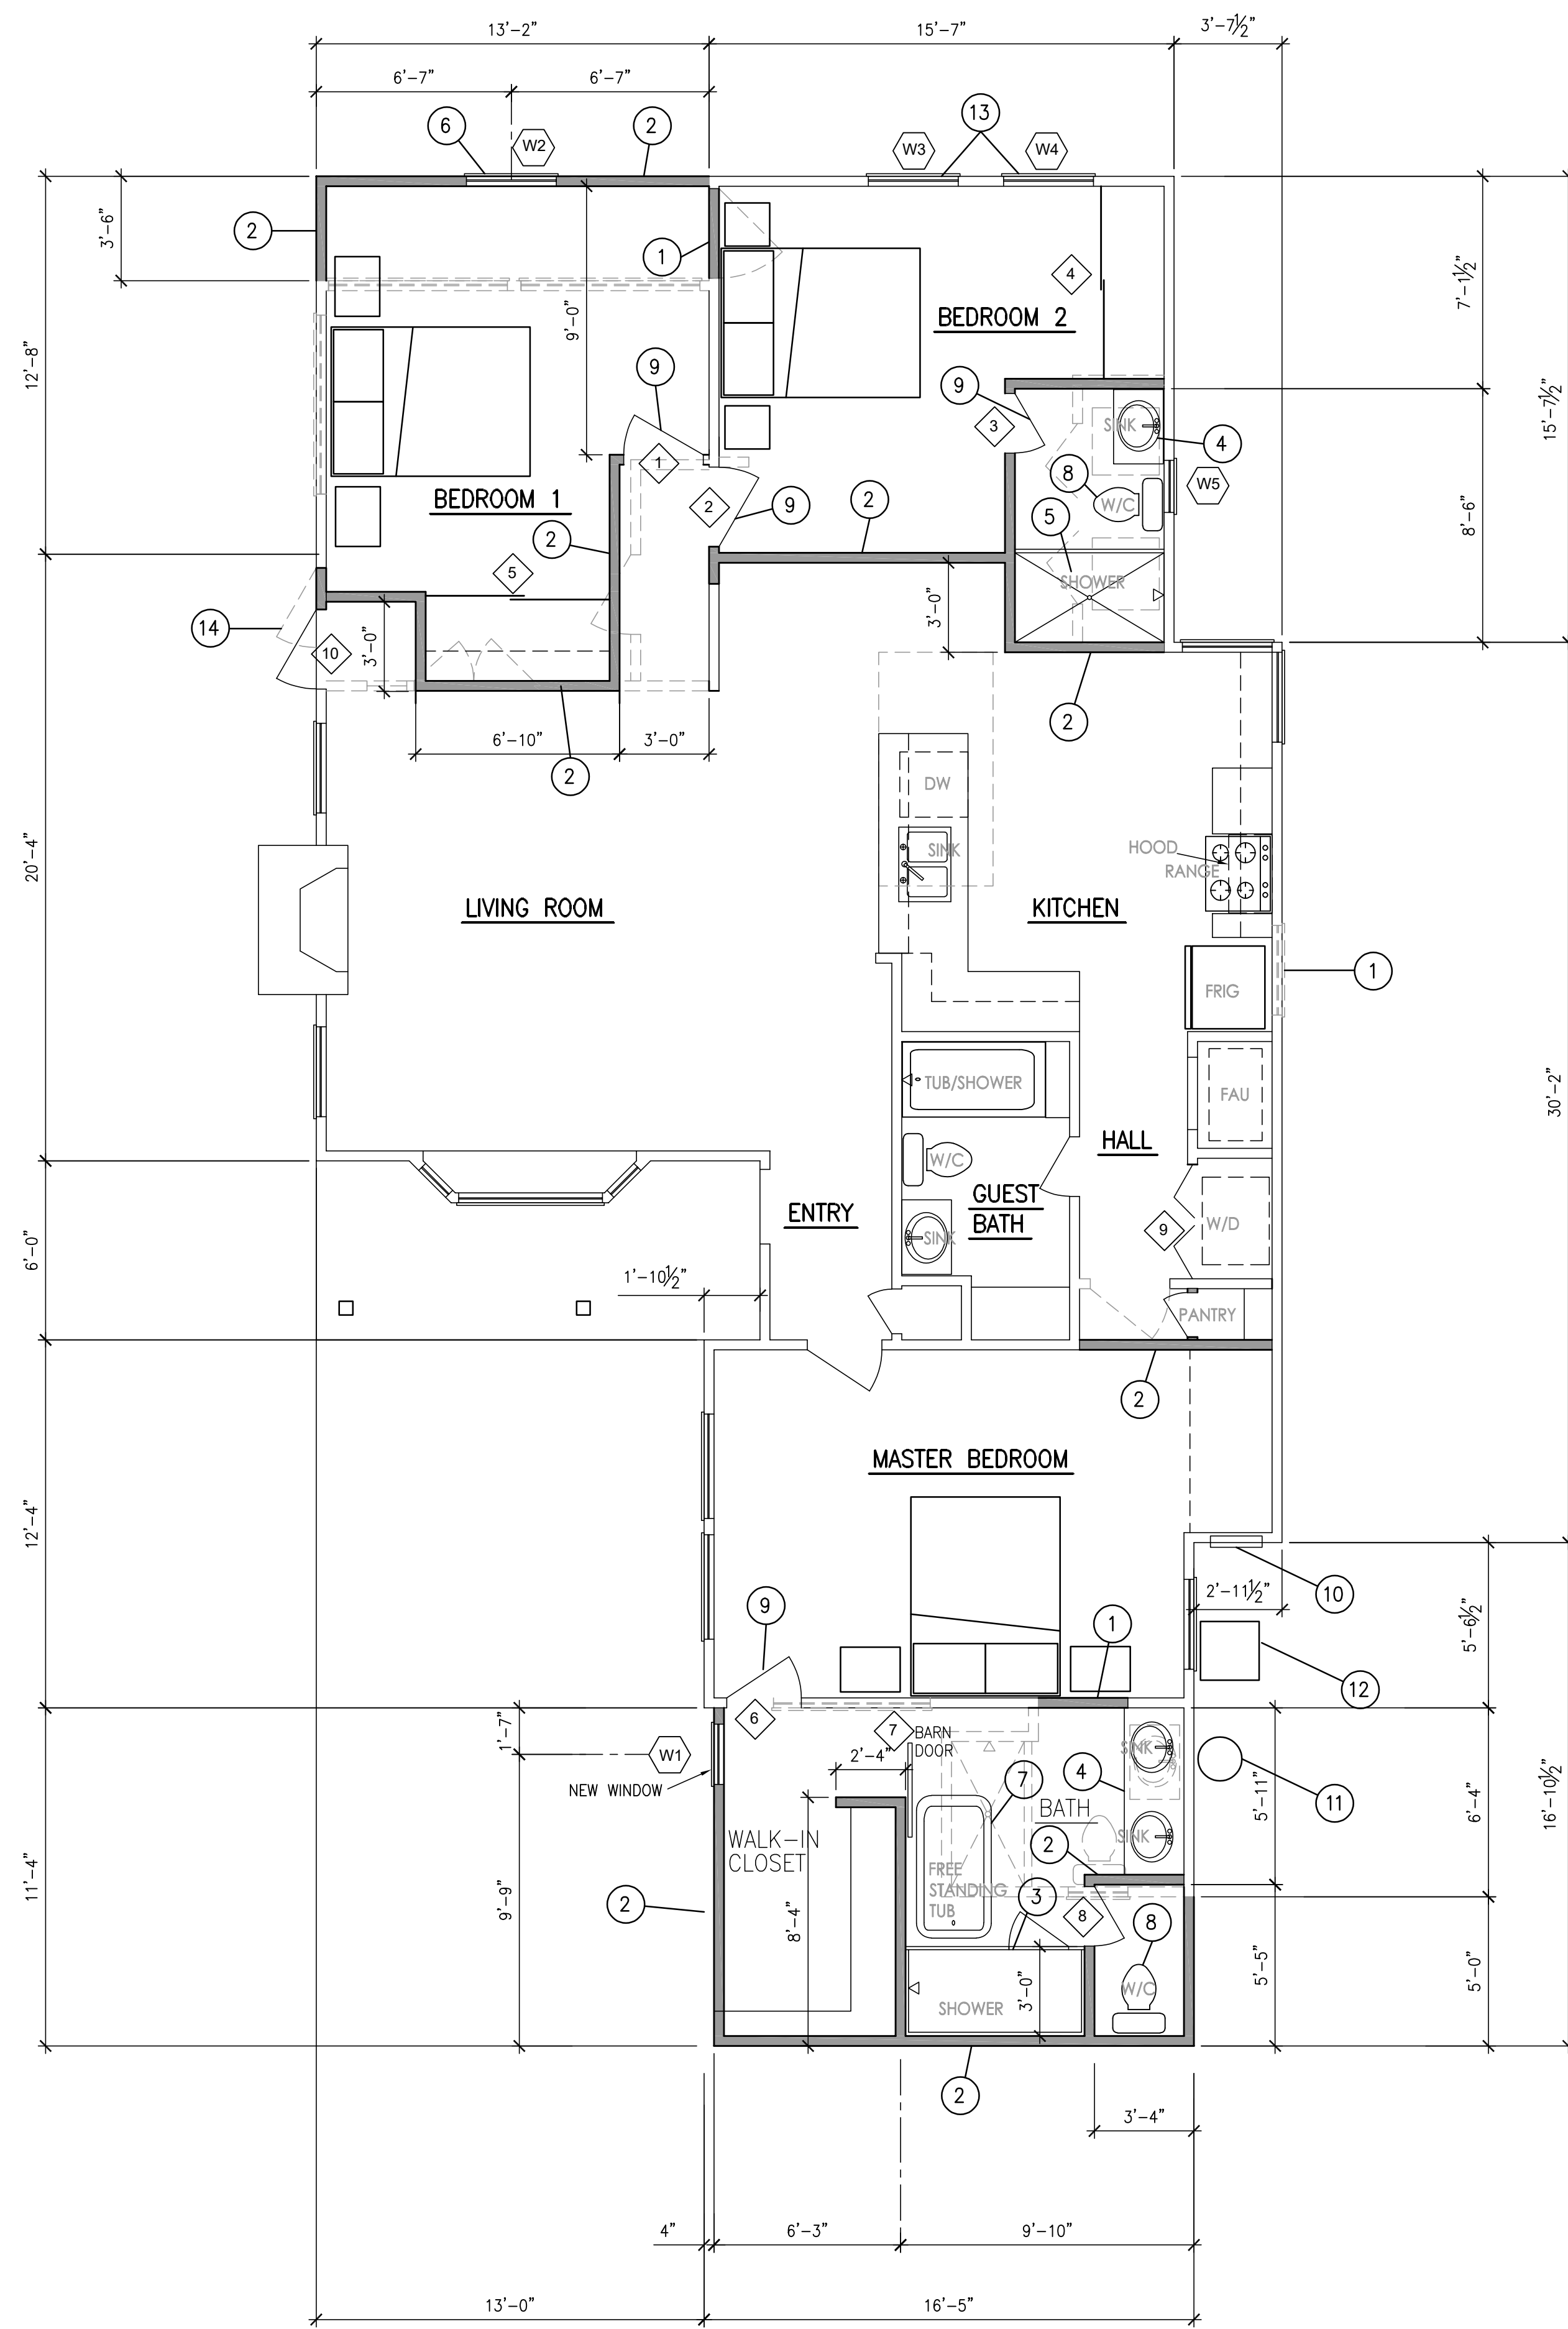 13'-2"
15'-7"
3'-7½"
6'-7"
6'-7"
6
2
W2
13
W3
W4
3'-6"
2
1
4
7'-1½"
BEDROOM 2
12'-8"
9'-0"
9
9
15'-7½"
3
SINK
4
1
8
W5
BEDROOM 1
2
9
2
W/C
8'-6"
2
5
5
SHOWER
14
10
3'-0"
3'-0"
2
6'-10"
3'-0"
2
DW
20'-4"
SINK
HOOD
RANGE
LIVING ROOM
KITCHEN
1
FRIG
TUB/SHOWER
FAU
30'-2"
HALL
W/C
GUEST
BATH
ENTRY
W/D
9
SINK
6'-0"
1'-10½"
PANTRY
2
MASTER BEDROOM
12'-4"
10
2'-11½"
5'-6½"
9
1
12
6
7
BARN
DOOR
1'-7"
W1
2'-4"
SINK
NEW WINDOW
7
4
11
5'-11"
6'-4"
16'-10½"
BATH
WALK-IN
CLOSET
SINK
2
FREE
STANDING
TUB
3
8
11'-4"
2
9'-9"
8'-4"
8
5'-5"
5'-0"
W/C
3'-0"
SHOWER
2
3'-4"
4"
6'-3"
9'-10"
13'-0"
16'-5"